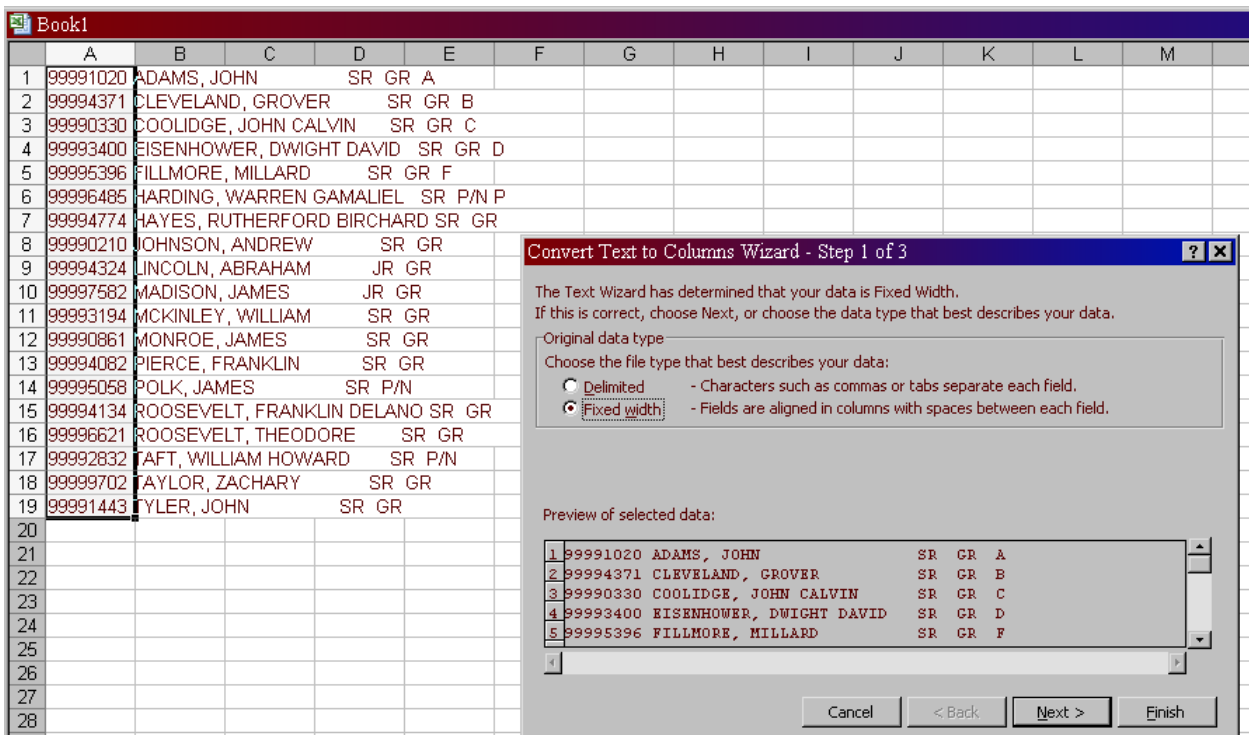 Book1
A B C D E F G H I J K L M
1 99991020 ADAMS, JOHN SR GR A
2 99994371 CLEVELAND, GROVER SR GR B
3 99990330 COOLIDGE, JOHN CALVIN SR GR C
4 99993400 EISENHOWER, DWIGHT DAVID SR GR D
5 99995396 FILLMORE, MILLARD SR GR F
6 99996485 HARDING, WARREN GAMALIEL SR P/N P
7 99994774 HAYES, RUTHERFORD BIRCHARD SR GR
8 99990210 JOHNSON, ANDREW SR GR
9 99994324 LINCOLN, ABRAHAM JR GR
10 99997582 MADISON, JAMES JR GR
11 99993194 MCKINLEY, WILLIAM SR GR
12 99990861 MONROE, JAMES SR GR
13 99994082 PIERCE, FRANKLIN SR GR
14 99995058 POLK, JAMES SR P/N
15 99994134 ROOSEVELT, FRANKLIN DELANO SR GR
16 99996621 ROOSEVELT, THEODORE SR GR
17 99992832 TAFT, WILLIAM HOWARD SR P/N
18 99999702 TAYLOR, ZACHARY SR GR
19 99991443 TYLER, JOHN SR GR
20
21
22
23
24
25
26
27
28
Convert Text to Columns Wizard - Step 1 of 3 ?
The Text Wizard has determined that your data is Fixed Width.
If this is correct, choose Next, or choose the data type that best describes your data.
Original data type
Choose the file type that best describes your data:
Delimited - Characters such as commas or tabs separate each field.
Fixed width - Fields are aligned in columns with spaces between each field.
Preview of selected data:
1 99991020 ADAMS, JOHN SR GR A
2 99994371 CLEVELAND, GROVER SR GR B
3 99990330 COOLIDGE, JOHN CALVIN SR GR C
4 99993400 EISENHOWER, DWIGHT DAVID SR GR D
5 99995396 FILLMORE, MILLARD SR GR F
Cancel < Back Next > Finish